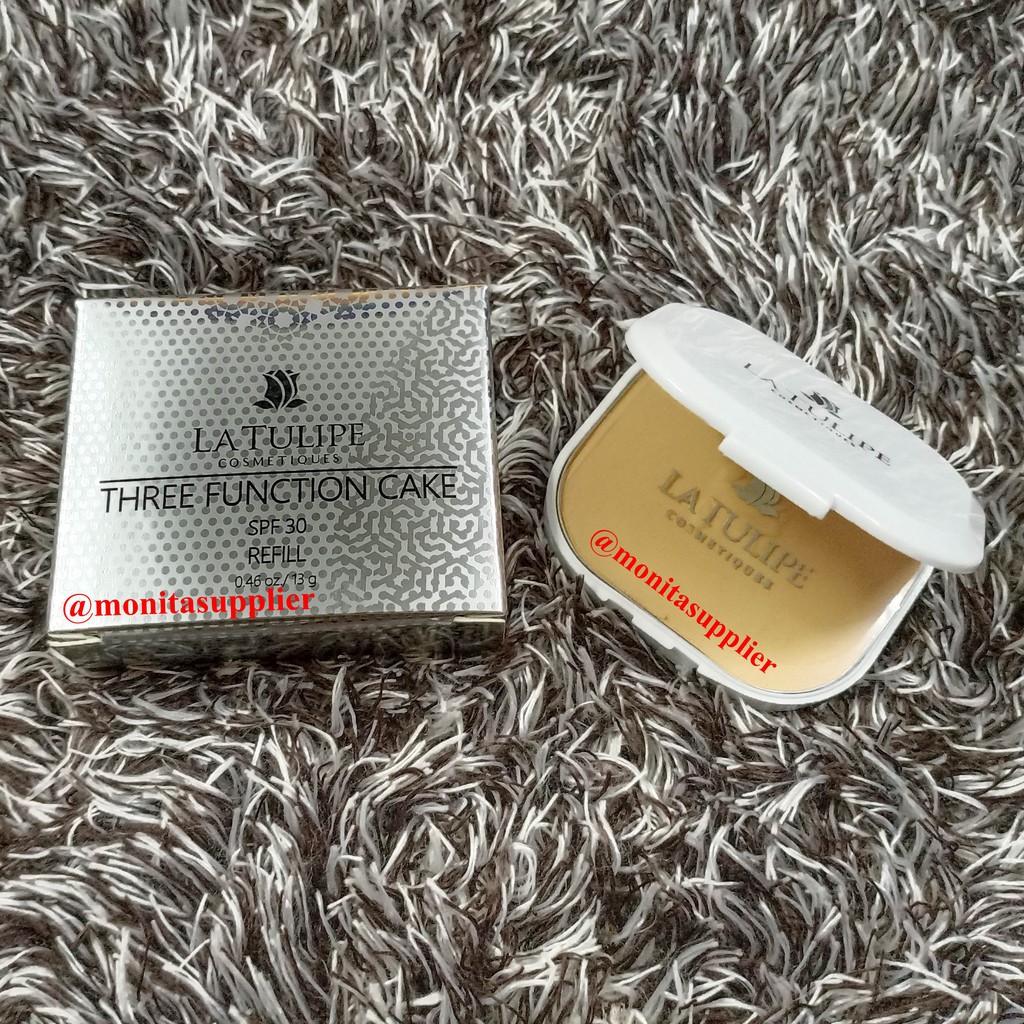 LA TULIPE
COSMETIQUES
THREE FUNCTION CAKE
SPF 30
REFILL
0.46 oz./ 13 g
@monitasupplier
LA TULIPE
COSMETIQUES
LA TULIPE
COSMETIQUES
@monitasupplier